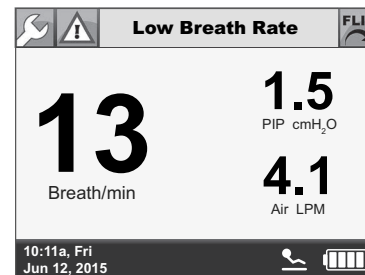 Low Breath Rate
FLI
13
Breath/min
1.5
PIP cmH₂O
4.1
Air LPM
10:11a, Fri
Jun 12, 2015